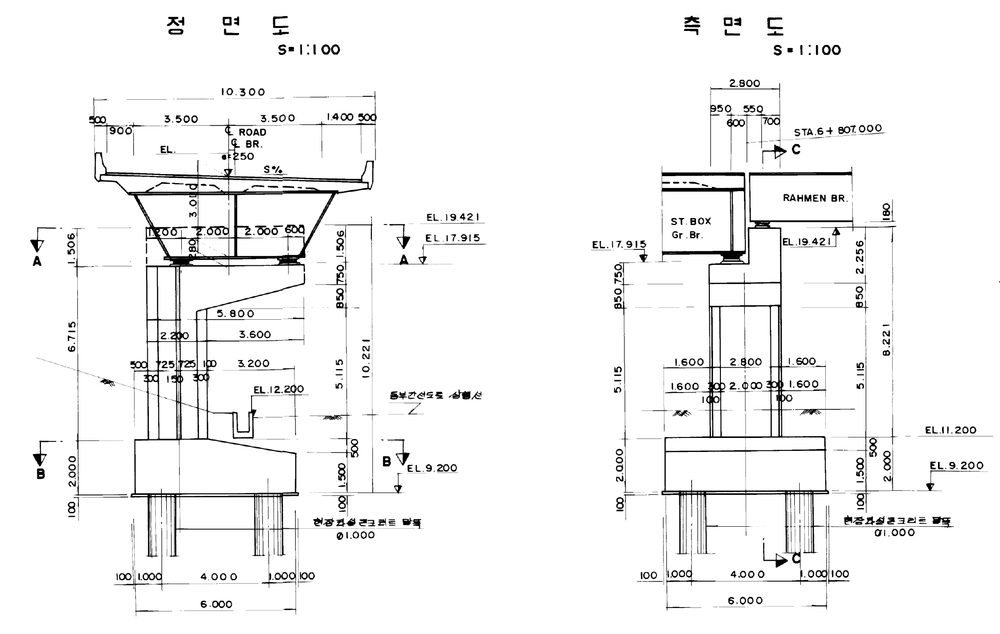 정 면 도
S=1:100
10.300
500 900 3.500 3.500 1.400 500
℄ ROAD
℄ BR.
e=250
EL.
S%
280
1.200 2.000 2.000 600
EL.19.421
EL.17.915
A
A
1.506
6.715
2.000
100
1.506
750
850
5.115
500
1.500
100
10.221
5.800
2.200 3.600
500 725 725 100 3.200
300 150 300
EL.12.200
동부간선도로 상행선
B
B
EL.9.200
현장타설콘크리트 말뚝
Ø1.000
100 1.000 4.000 1.000 100
6.000
측 면 도
S=1:100
2.800
950 600 550 700
STA.6+807.000
C
RAHMEN BR.
ST.BOX
Gr.Br.
180
EL.17.915
EL.19.421
750
850
5.115
2.000
100
2.256
850
5.115
500
1.500
100
8.221
2.000
1.600 2.800 1.600
1.600 300 2.000 300 1.600
100 100
EL.11.200
EL.9.200
현장타설콘크리트 말뚝
Ø1.000
C
100 1.000 4.000 1.000 100
6.000